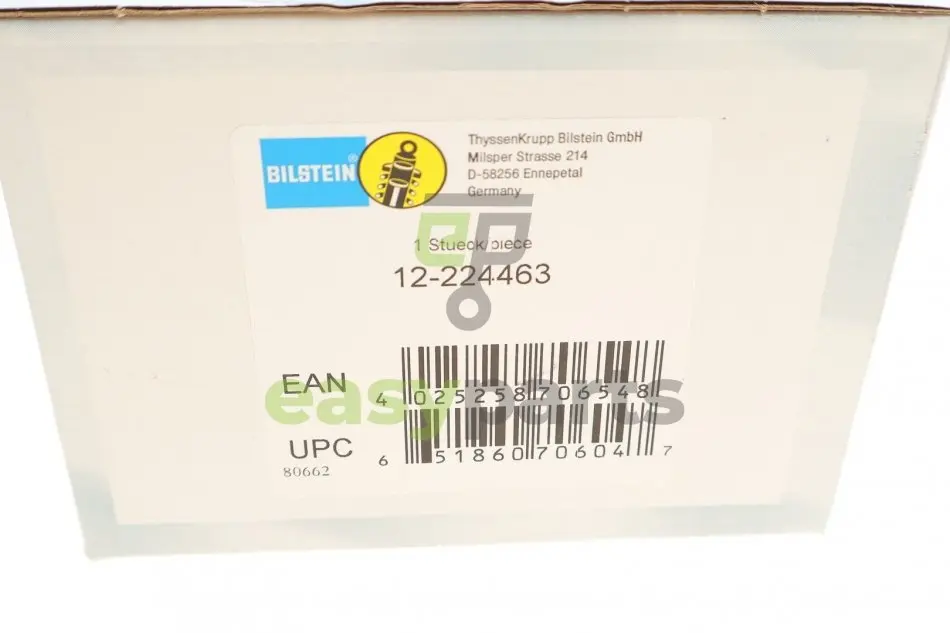 BILSTEIN®
ThyssenKrupp Bilstein GmbH
Milsper Strasse 214
D-58256 Ennepetal
Germany
ep
1 Stueck/piece
12-224463
EAN
4 025258 706548
easyparts
UPC
6 51860 70604 7
80662